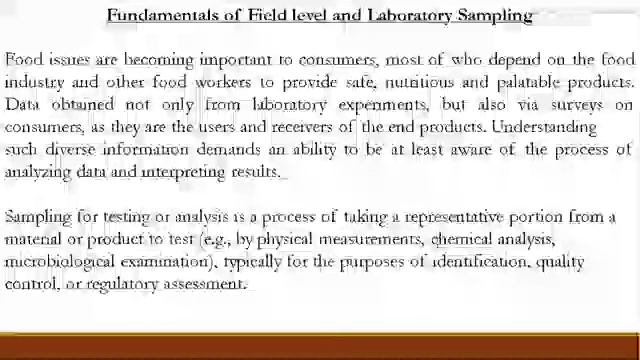 Fundamentals of Field level and Laboratory Sampling
Food issues are becoming important to consumers, most of who depend on the food
industry and other food workers to provide safe, nutritious and palatable products.
Data obtained not only from laboratory experiments, but also via surveys on
consumers, as they are the users and receivers of the end products. Understanding
such diverse information demands an ability to be at least aware of the process of
analyzing data and interpreting results.
Sampling for testing or analysis is a process of taking a representative portion from a
material or product to test (e.g., by physical measurements, chemical analysis,
microbiological examination), typically for the purposes of identification, quality
control, or regulatory assessment.